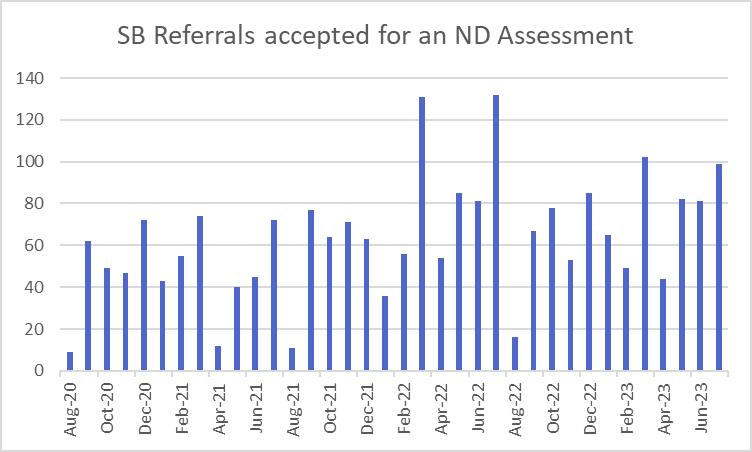 SB Referrals accepted for an ND Assessment
140
120
100
80
60
40
20
0
Aug-20
Oct-20
Dec-20
Feb-21
Apr-21
Jun-21
Aug-21
Oct-21
Dec-21
Feb-22
Apr-22
Jun-22
Aug-22
Oct-22
Dec-22
Feb-23
Apr-23
Jun-23